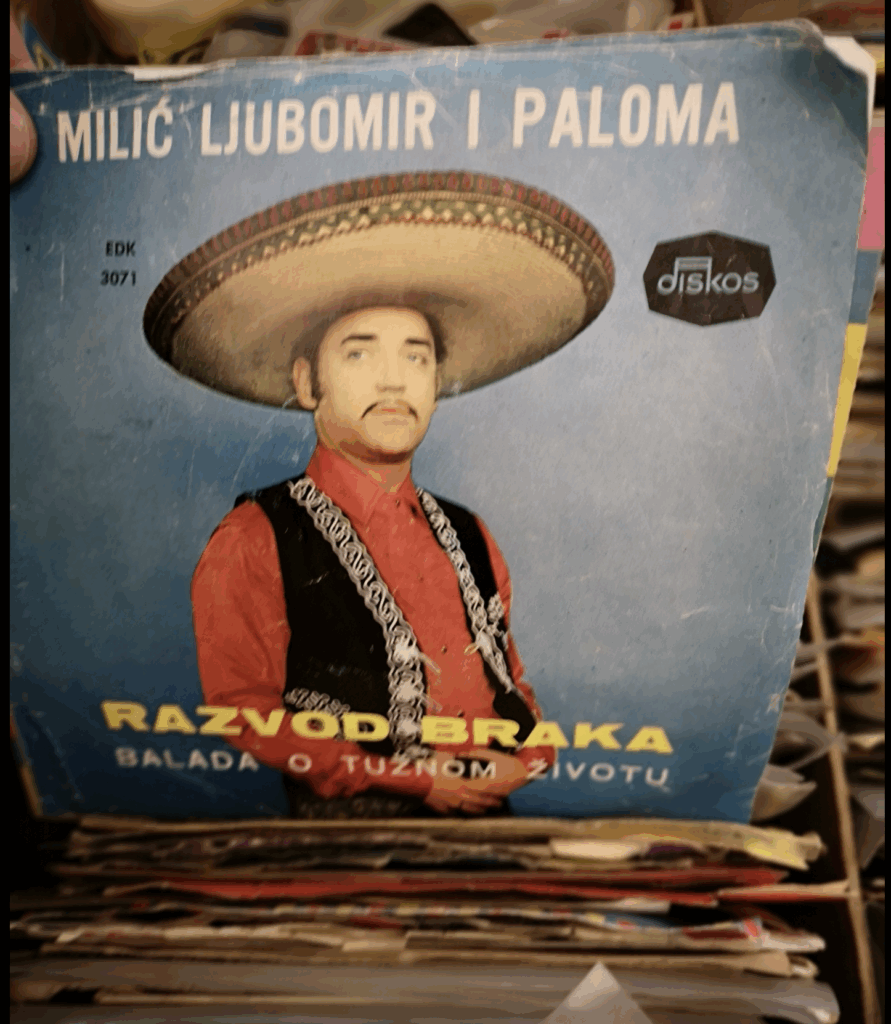 MILIĆ LJUBOMIR I PALOMA
EDK
3071
diskos
RAZVOD BRAKA
BALADA O TUŽNOM ŽIVOTU